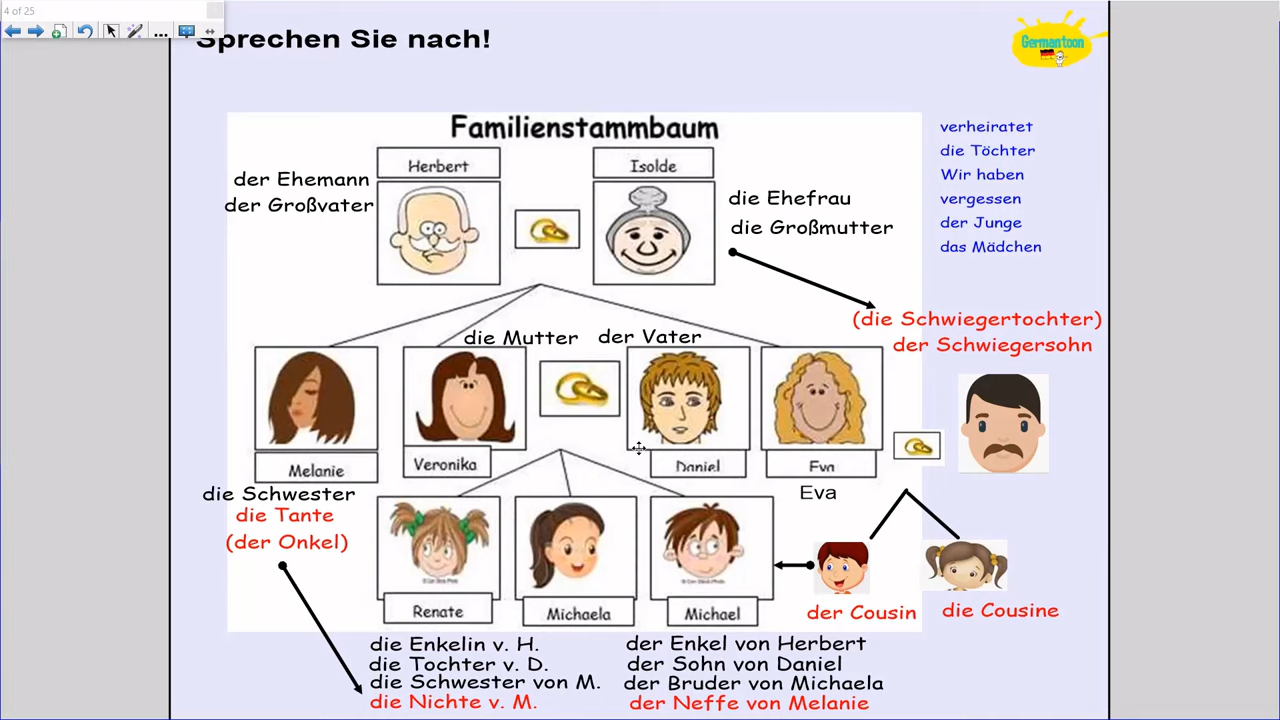 4 of 25
Sprechen Sie nach!
Germantoon
Familienstammbaum
Herbert
Isolde
der Ehemann
der Großvater
die Ehefrau
die Großmutter
verheiratet
die Töchter
Wir haben
vergessen
der Junge
das Mädchen
(die Schwiegertochter)
der Schwiegersohn
die Mutter
der Vater
Melanie
Veronika
Daniel
Eva
Eva
die Schwester
die Tante
(der Onkel)
Renate
Michaela
Michael
der Cousin
die Cousine
die Enkelin v. H.
die Tochter v. D.
die Schwester von M.
die Nichte v. M.
der Enkel von Herbert
der Sohn von Daniel
der Bruder von Michaela
der Neffe von Melanie